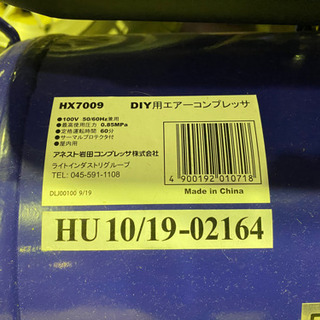 HX7009 DIY用エアーコンプレッサ
●100V 50/60Hz兼用
●最高使用圧力 0.85MPa
●定格運転時間 60分
●サーマルプロテクタ付
●屋内用
アネスト岩田コンプレッサ株式会社
ライトインダストリグループ
TEL: 045-591-1108
DLJ00100 9/19
4 900192 010718
Made in China
HU 10/19-02164